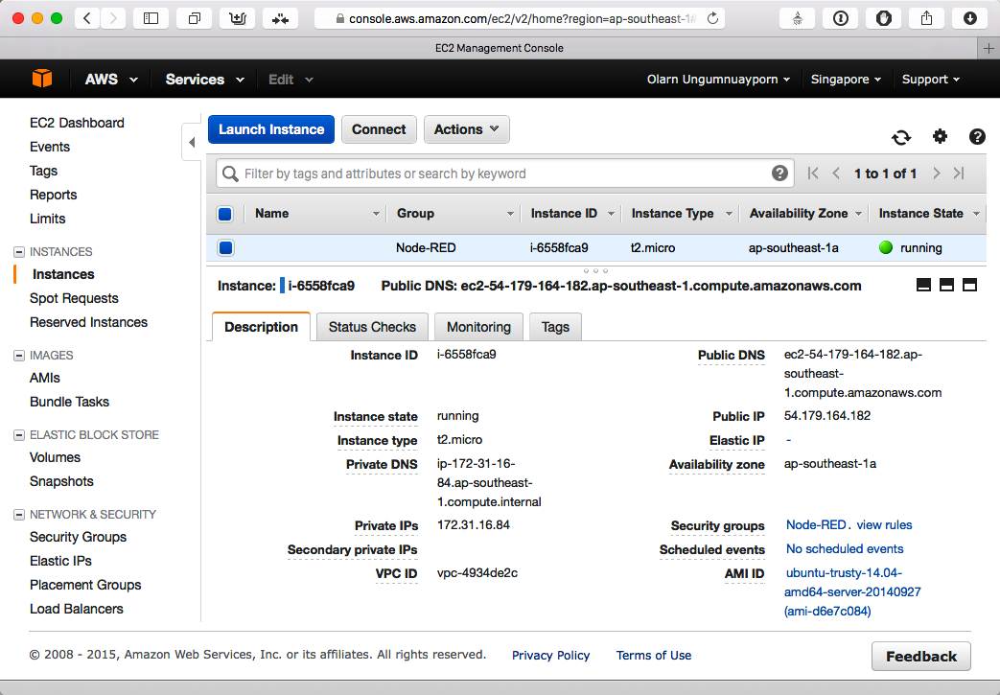 console.aws.amazon.com/ec2/v2/home?region=ap-southeast-1#
EC2 Management Console
AWS Services Edit Olarn Ungumnuayporn Singapore Support
EC2 Dashboard
Events
Tags
Reports
Limits
INSTANCES
Instances
Spot Requests
Reserved Instances
IMAGES
AMIs
Bundle Tasks
ELASTIC BLOCK STORE
Volumes
Snapshots
NETWORK & SECURITY
Security Groups
Elastic IPs
Placement Groups
Load Balancers
Launch Instance Connect Actions
Filter by tags and attributes or search by keyword ? 1 to 1 of 1
Name Group Instance ID Instance Type Availability Zone Instance State
Node-RED i-6558fca9 t2.micro ap-southeast-1a running
Instance: i-6558fca9 Public DNS: ec2-54-179-164-182.ap-southeast-1.compute.amazonaws.com
Description Status Checks Monitoring Tags
Instance ID i-6558fca9
Instance state running
Instance type t2.micro
Private DNS ip-172-31-16-
84.ap-southeast-
1.compute.internal
Private IPs 172.31.16.84
Secondary private IPs
VPC ID vpc-4934de2c
Public DNS ec2-54-179-164-182.ap-
southeast-
1.compute.amazonaws.com
Public IP 54.179.164.182
Elastic IP -
Availability zone ap-southeast-1a
Security groups Node-RED. view rules
Scheduled events No scheduled events
AMI ID ubuntu-trusty-14.04-
amd64-server-20140927
(ami-d6e7c084)
© 2008 - 2015, Amazon Web Services, Inc. or its affiliates. All rights reserved. Privacy Policy Terms of Use
Feedback